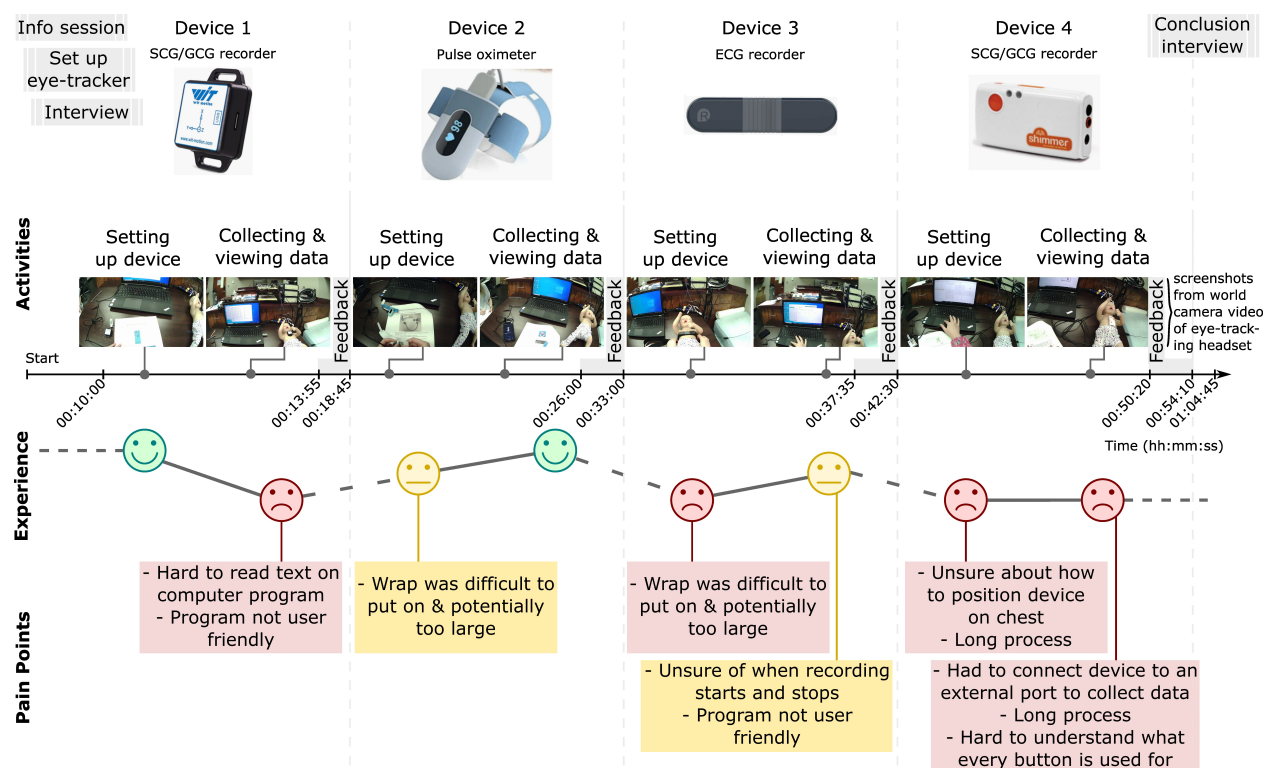 Info session
Set up
eye-tracker
Interview
Device 1
SCG/GCG recorder
Device 2
Pulse oximeter
Device 3
ECG recorder
Device 4
SCG/GCG recorder
Conclusion
interview
WIT
wit motion
www.wit-motion.com
98
R
shimmer
Activities
Setting
up device
Collecting &
viewing data
Feedback
Setting
up device
Collecting &
viewing data
Feedback
Setting
up device
Collecting &
viewing data
Feedback
Setting
up device
Collecting &
viewing data
Feedback
screenshots
from world
camera video
of eye-track-
ing headset
Start
00:10:00
00:13:55
00:18:45
00:26:00
00:33:00
00:37:35
00:42:30
00:50:20
00:54:10
01:04:45
Time (hh:mm:ss)
Experience
Pain Points
- Hard to read text on
computer program
- Program not user
friendly
- Wrap was difficult to
put on & potentially
too large
- Wrap was difficult to
put on & potentially
too large
- Unsure of when recording
starts and stops
- Program not user
friendly
- Unsure about how
to position device
on chest
- Long process
- Had to connect device to an
external port to collect data
- Long process
- Hard to understand what
every button is used for